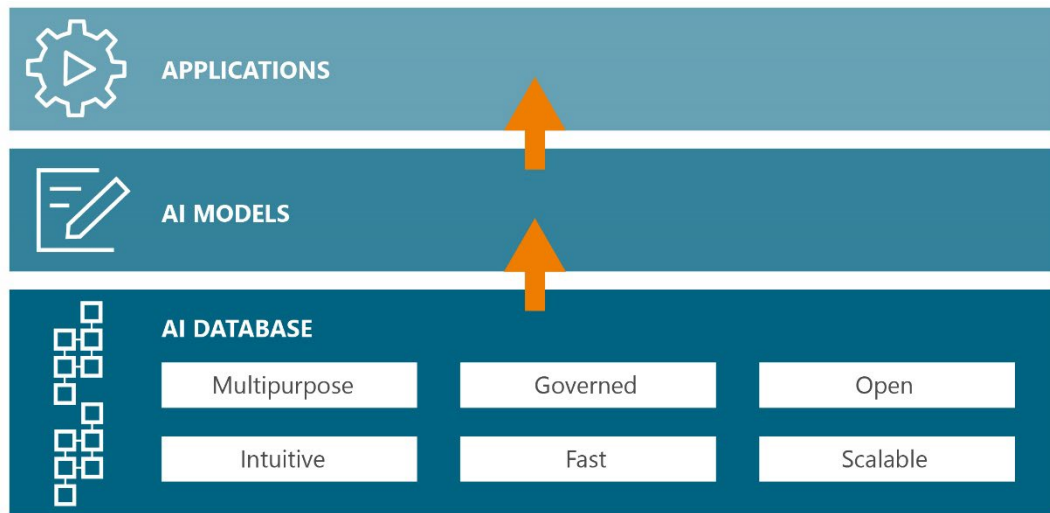 APPLICATIONS
AI MODELS
AI DATABASE
Multipurpose
Governed
Open
Intuitive
Fast
Scalable